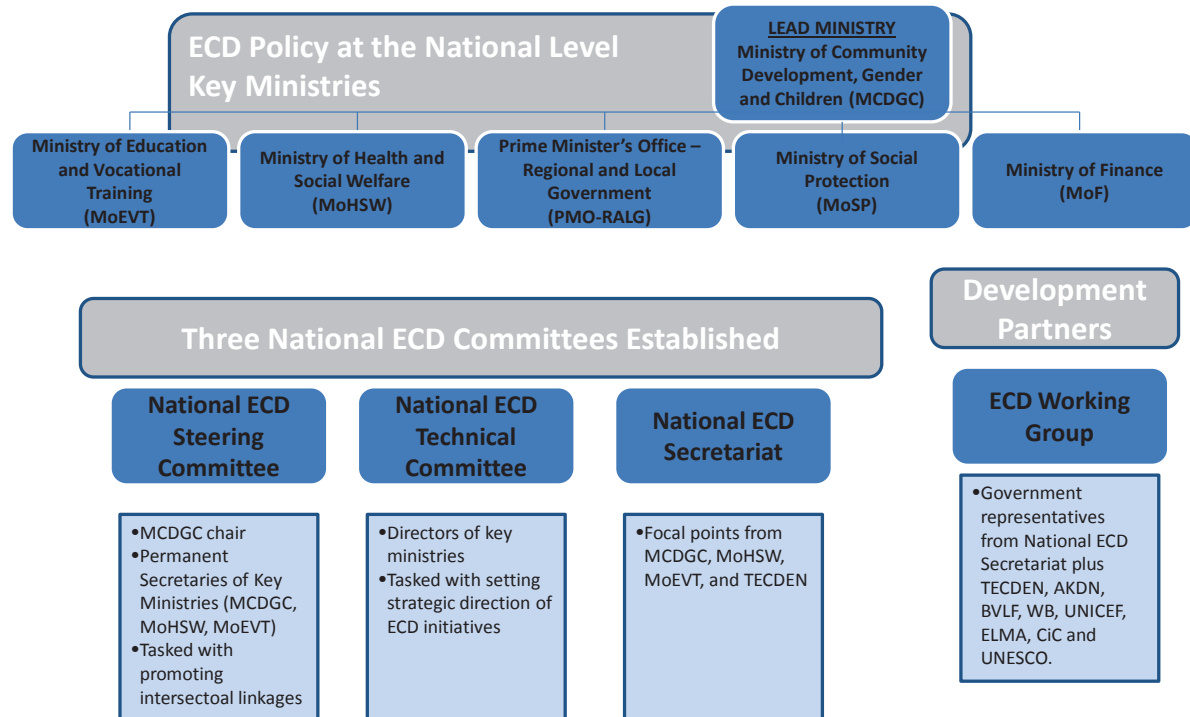 ECD Policy at the National Level
Key Ministries
LEAD MINISTRY
Ministry of Community
Development, Gender
and Children (MCDGC)
Ministry of Education
and Vocational
Training
(MoEVT)
Ministry of Health and
Social Welfare
(MoHSW)
Prime Minister's Office –
Regional and Local
Government
(PMO-RALG)
Ministry of Social
Protection
(MoSP)
Ministry of Finance
(MoF)
Three National ECD Committees Established
National ECD
Steering
Committee
•MCDGC chair
•Permanent
Secretaries of Key
Ministries (MCDGC,
MoHSW, MoEVT)
•Tasked with
promoting
intersectoal linkages
National ECD
Technical
Committee
•Directors of key
ministries
•Tasked with setting
strategic direction of
ECD initiatives
National ECD
Secretariat
•Focal points from
MCDGC, MoHSW,
MoEVT, and TECDEN
Development
Partners
ECD Working
Group
•Government
representatives
from National ECD
Secretariat plus
TECDEN, AKDN,
BVLF, WB, UNICEF,
ELMA, CiC and
UNESCO.